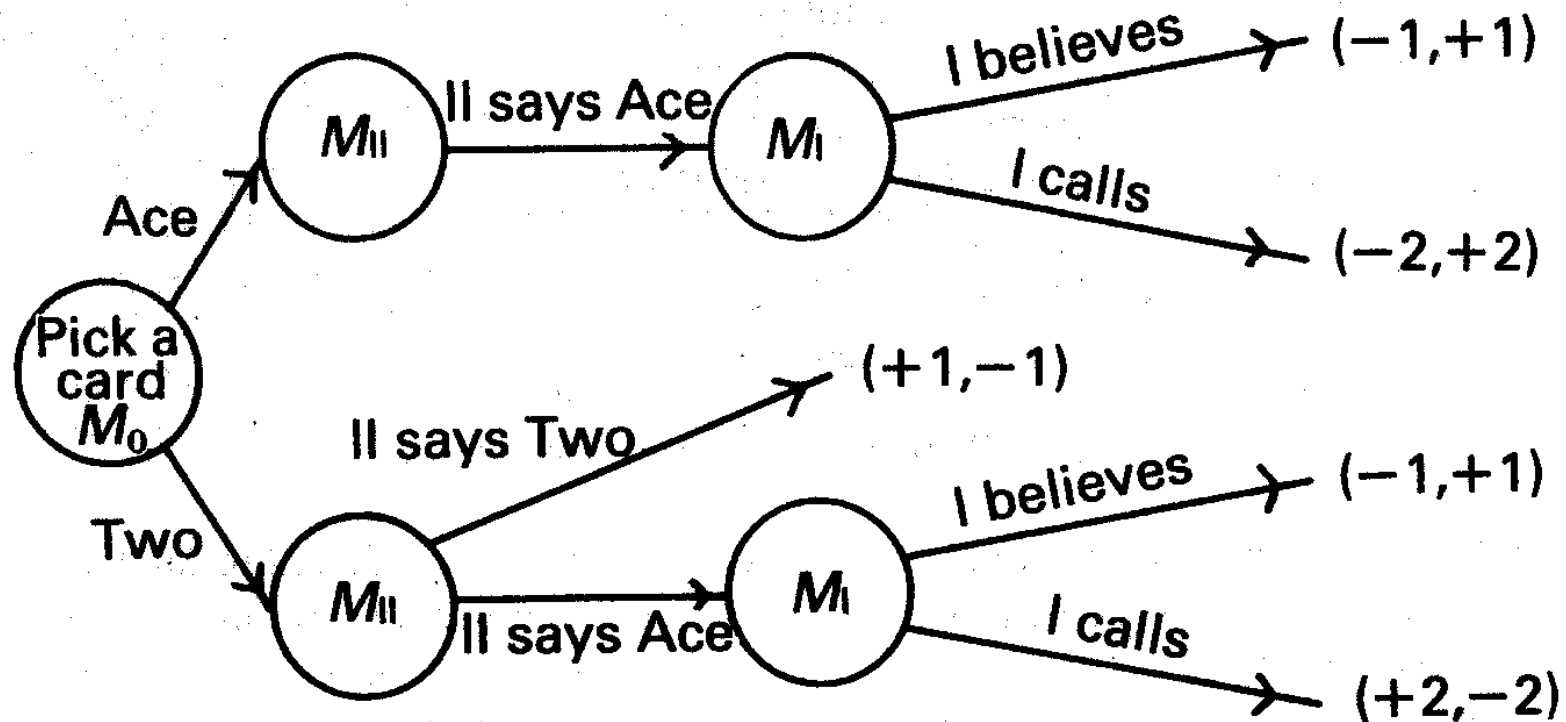 I believes
(−1,+1)
II says Ace
M_II
M_I
I calls
Ace
(−2,+2)
Pick a
card
M_0
(+1,−1)
II says Two
I believes
(−1,+1)
Two
M_II
II says Ace
M_I
I calls
(+2,−2)